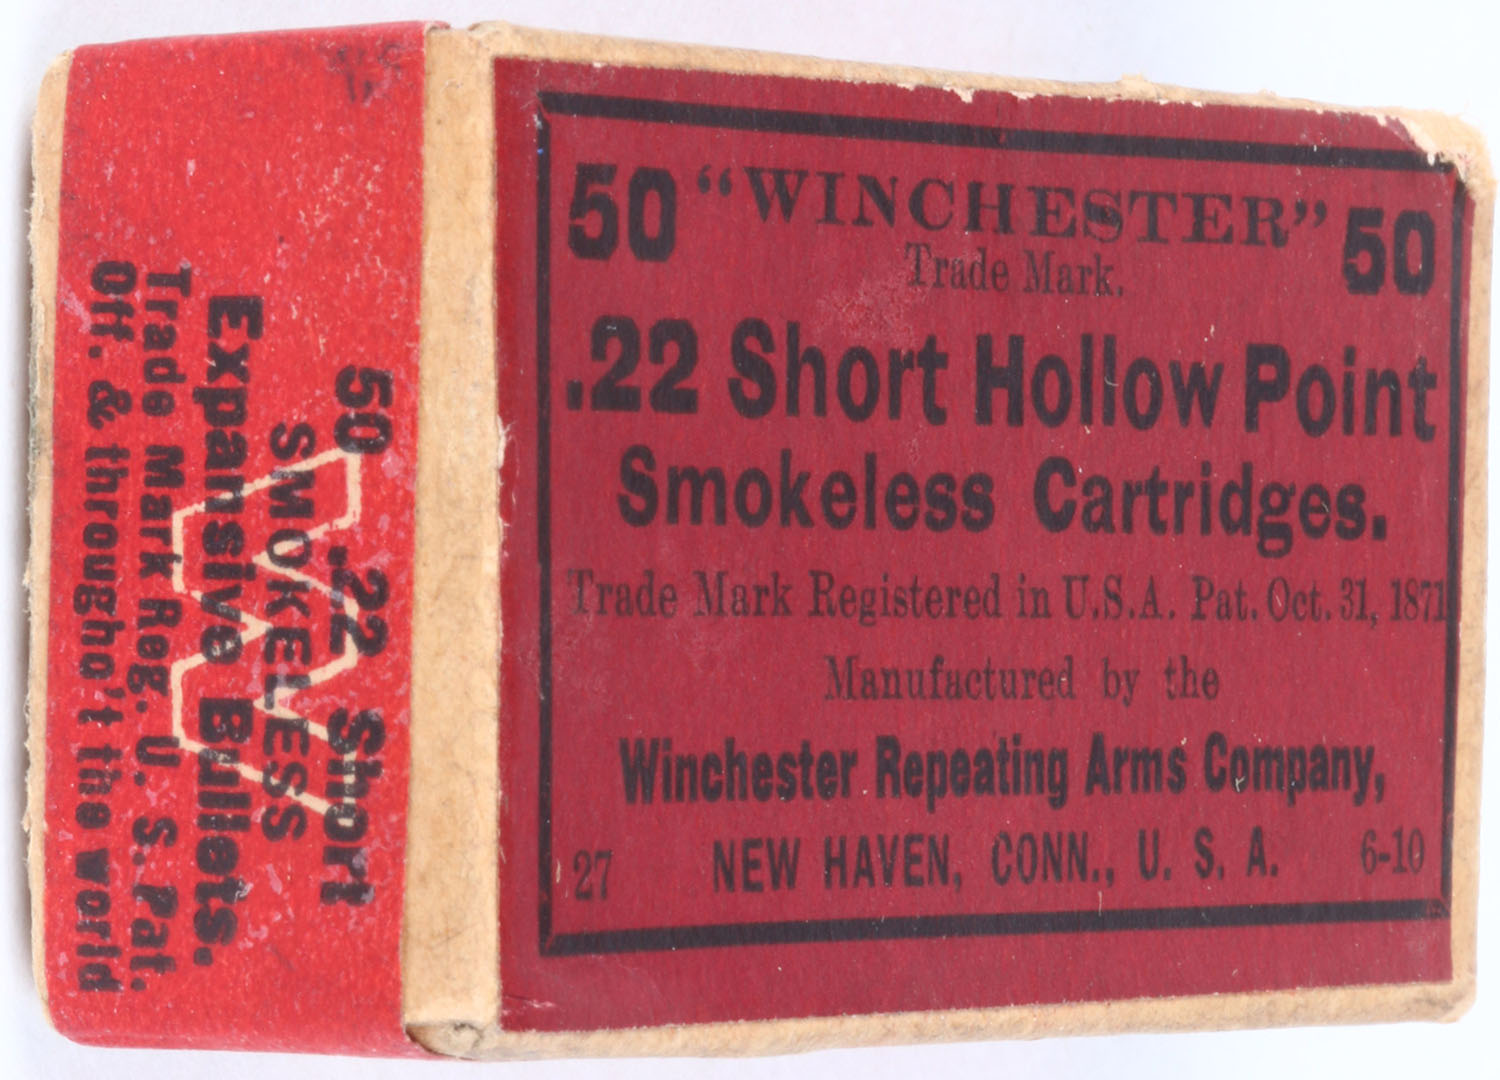 50 "WINCHESTER" 50
Trade Mark.
.22 Short Hollow Point
Smokeless Cartridges.
Trade Mark Registered in U.S.A. Pat. Oct. 31, 1871
Manufactured by the
Winchester Repeating Arms Company,
27 NEW HAVEN, CONN., U. S. A. 6-10
50 .22 Short
SMOKELESS
Expansive Bullets.
Trade Mark Reg. U. S. Pat.
Off. & througho't the world
W